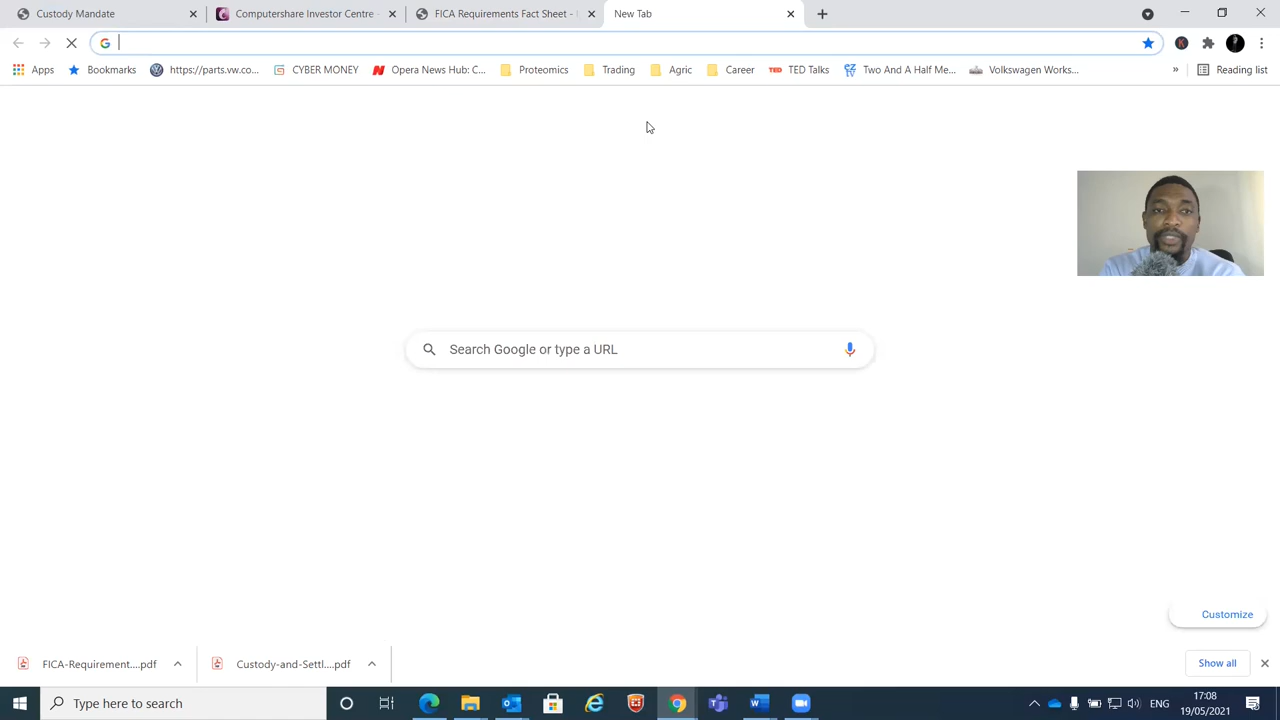 Custody Mandate
Computershare Investor Centre -
FICA Requirements Fact Sheet -
New Tab
Apps
Bookmarks
https://parts.vw.co...
CYBER MONEY
Opera News Hub: C...
Proteomics
Trading
Agric
Career
TED TED Talks
Two And A Half Me...
Volkswagen Works...
»
Reading list
Search Google or type a URL
Customize
FICA-Requirement....pdf
Custody-and-Settl....pdf
Show all
Type here to search
ENG
17:08
19/05/2021